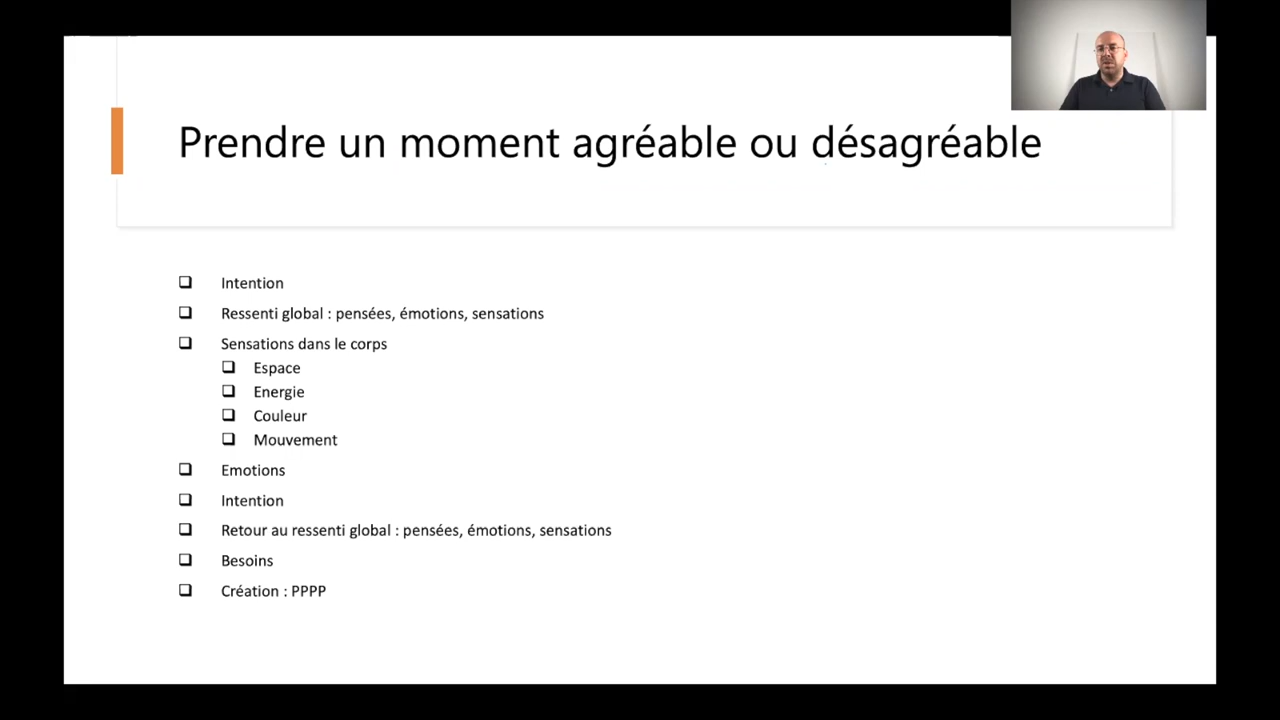 Prendre un moment agréable ou désagréable
Intention
Ressenti global : pensées, émotions, sensations
Sensations dans le corps
Espace
Energie
Couleur
Mouvement
Emotions
Intention
Retour au ressenti global : pensées, émotions, sensations
Besoins
Création : PPPP